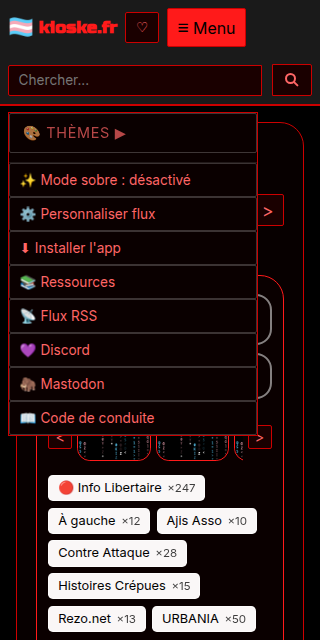 kloske.fr ♡ ≡ Menu
Chercher...
🎨 THÈMES ▶
✨ Mode sobre : désactivé
>
⚙️ Personnaliser flux
⬇ Installer l'app
📚 Ressources
📡 Flux RSS
💜 Discord
🦣 Mastodon
📖 Code de conduite
< >
🔴 Info Libertaire ×247
À gauche ×12 Ajis Asso ×10
Contre Attaque ×28
Histoires Crépues ×15
Rezo.net ×13 URBANIA ×50